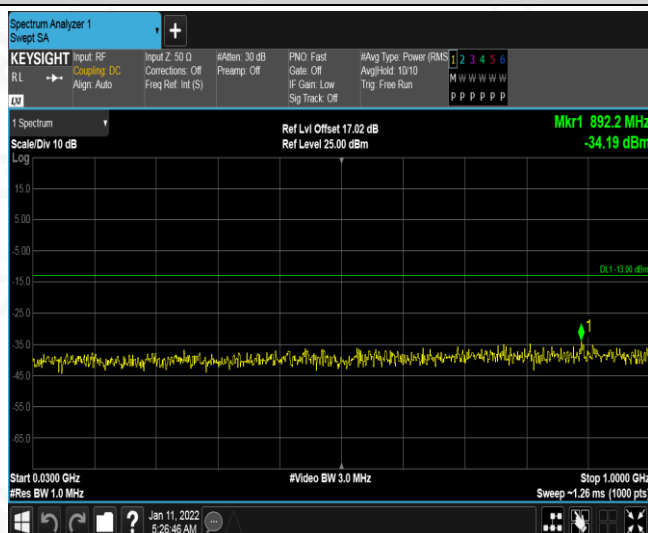 Spectrum Analyzer 1
Swept SA
+
KEYSIGHT
RL
LXI
Input: RF
Coupling: DC
Align: Auto
Input Z: 50 Ω
Corrections: Off
Freq Ref: Int (S)
#Atten: 30 dB
Preamp: Off
PNO: Fast
Gate: Off
IF Gain: Low
Sig Track: Off
#Avg Type: Power (RMS
Avg|Hold: 10/10
Trig: Free Run
1 2 3 4 5 6
M W W W W W
P P P P P P
1 Spectrum
Scale/Div 10 dB
Ref Lvl Offset 17.02 dB
Ref Level 25.00 dBm
Mkr1 892.2 MHz
-34.19 dBm
Log
15.0
5.00
-5.00
DL1 -13.00 dBm
-15.0
-25.0
1
-35.0
-45.0
-55.0
-65.0
Start 0.0300 GHz
#Video BW 3.0 MHz
Stop 1.0000 GHz
#Res BW 1.0 MHz
Sweep ~1.26 ms (1000 pts)
?
Jan 11, 2022
5:26:46 AM